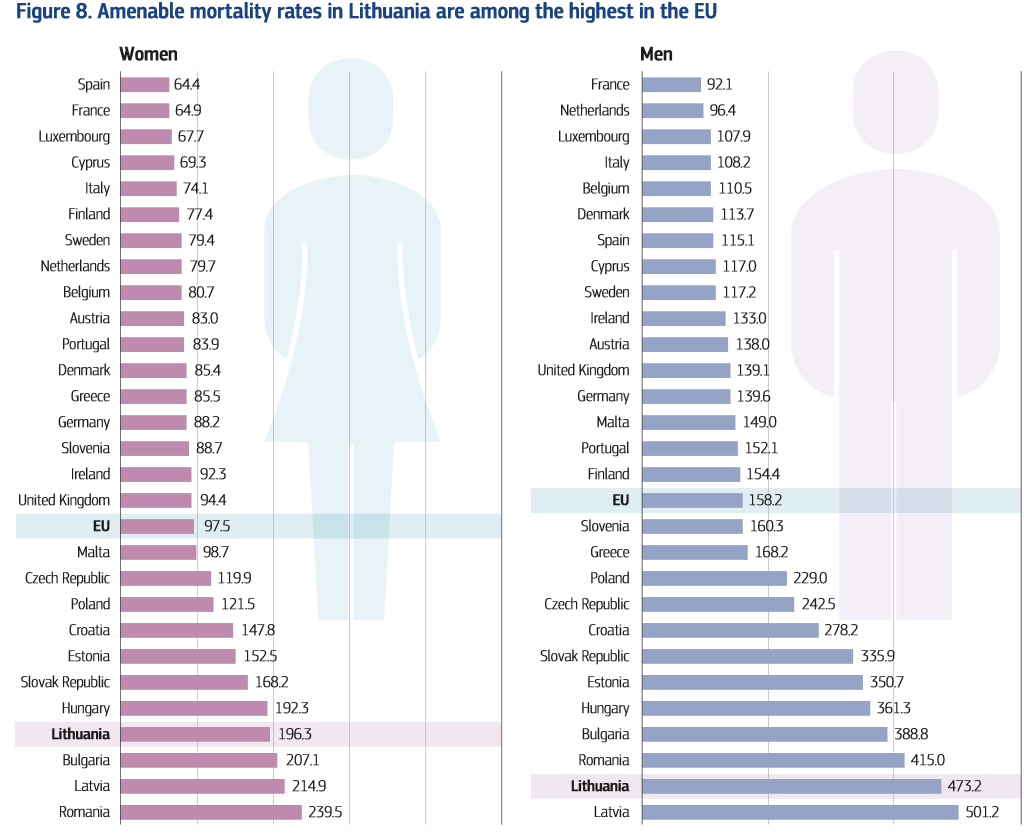 Figure 8. Amenable mortality rates in Lithuania are among the highest in the EU
Women
Spain 64.4
France 64.9
Luxembourg 67.7
Cyprus 69.3
Italy 74.1
Finland 77.4
Sweden 79.4
Netherlands 79.7
Belgium 80.7
Austria 83.0
Portugal 83.9
Denmark 85.4
Greece 85.5
Germany 88.2
Slovenia 88.7
Ireland 92.3
United Kingdom 94.4
EU 97.5
Malta 98.7
Czech Republic 119.9
Poland 121.5
Croatia 147.8
Estonia 152.5
Slovak Republic 168.2
Hungary 192.3
Lithuania 196.3
Bulgaria 207.1
Latvia 214.9
Romania 239.5
Men
France 92.1
Netherlands 96.4
Luxembourg 107.9
Italy 108.2
Belgium 110.5
Denmark 113.7
Spain 115.1
Cyprus 117.0
Sweden 117.2
Ireland 133.0
Austria 138.0
United Kingdom 139.1
Germany 139.6
Malta 149.0
Portugal 152.1
Finland 154.4
EU 158.2
Slovenia 160.3
Greece 168.2
Poland 229.0
Czech Republic 242.5
Croatia 278.2
Slovak Republic 335.9
Estonia 350.7
Hungary 361.3
Bulgaria 388.8
Romania 415.0
Lithuania 473.2
Latvia 501.2